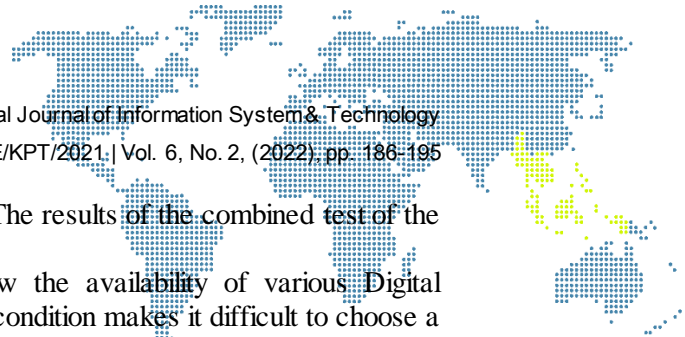 al Journal of Information System & Technology
E/KPT/2021 | Vol. 6, No. 2, (2022), pp. 186-195
The results of the combined test of the
w the availability of various Digital
condition makes it difficult to choose a